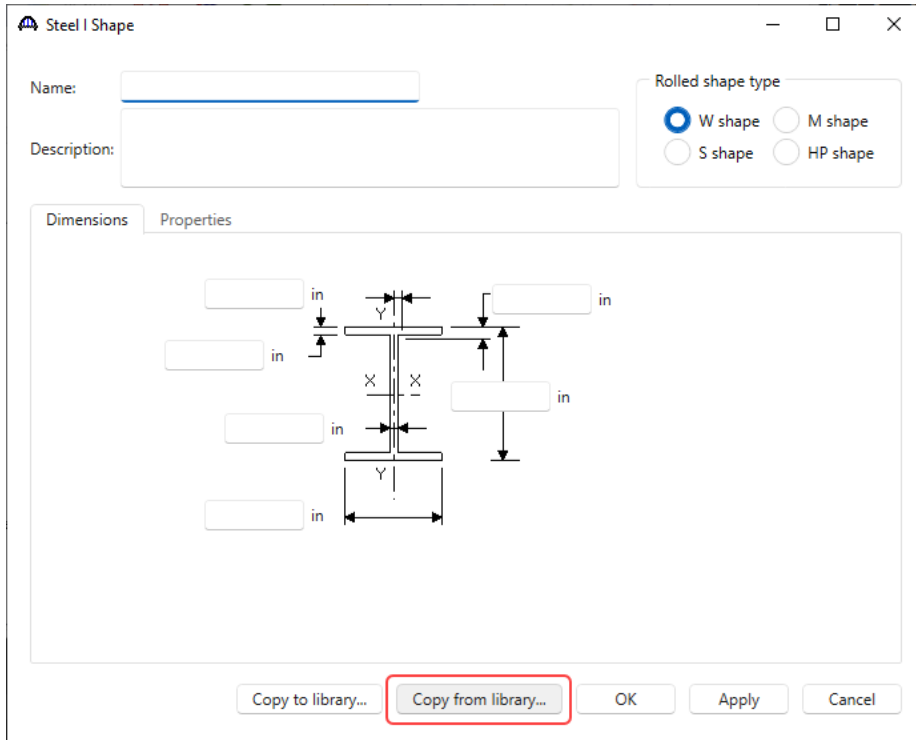 Steel I Shape
Name:
Rolled shape type
W shape M shape
S shape HP shape
Description:
Dimensions Properties
in
in
Y
in
X X
in
in
Y
in
Copy to library... Copy from library... OK Apply Cancel